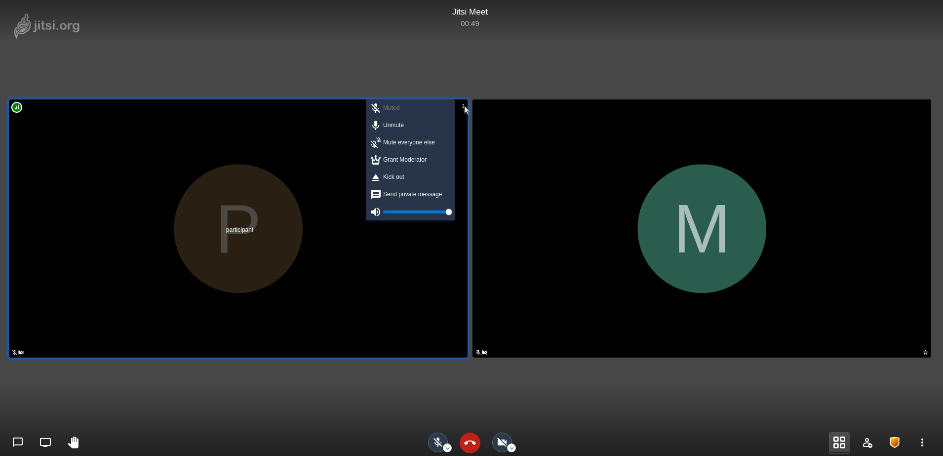 Jitsi Meet
jitsi.org
00:49
Muted
Unmute
Mute everyone else
Grant Moderator
Kick out
Send private message
P
participant
M